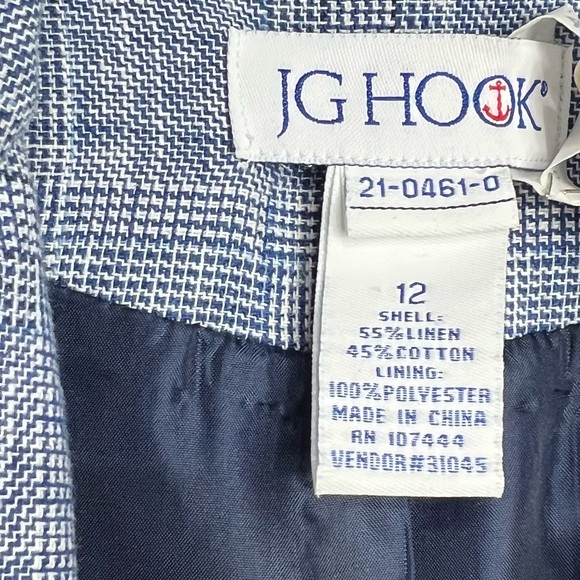 JG HOOK®
21-0461-0
12
SHELL:
55%LINEN
45%COTTON
LINING:
100%POLYESTER
MADE IN CHINA
RN 107444
VENDOR#31045